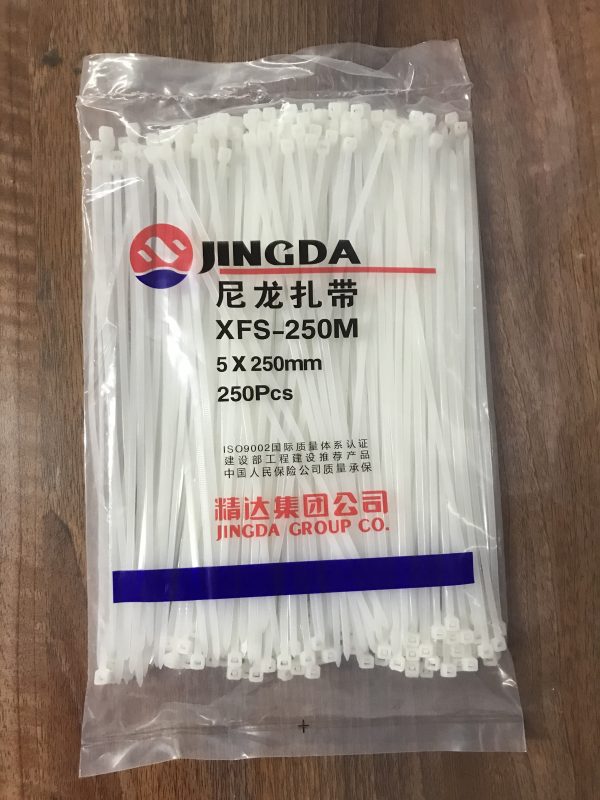 JINGDA
尼龙扎带
XFS-250M
5X250mm
250Pcs
ISO9002国际质量体系认证
建设部工程建设推荐产品
中国人民保险公司质量承保
精达集团公司
JINGDA GROUP CO.